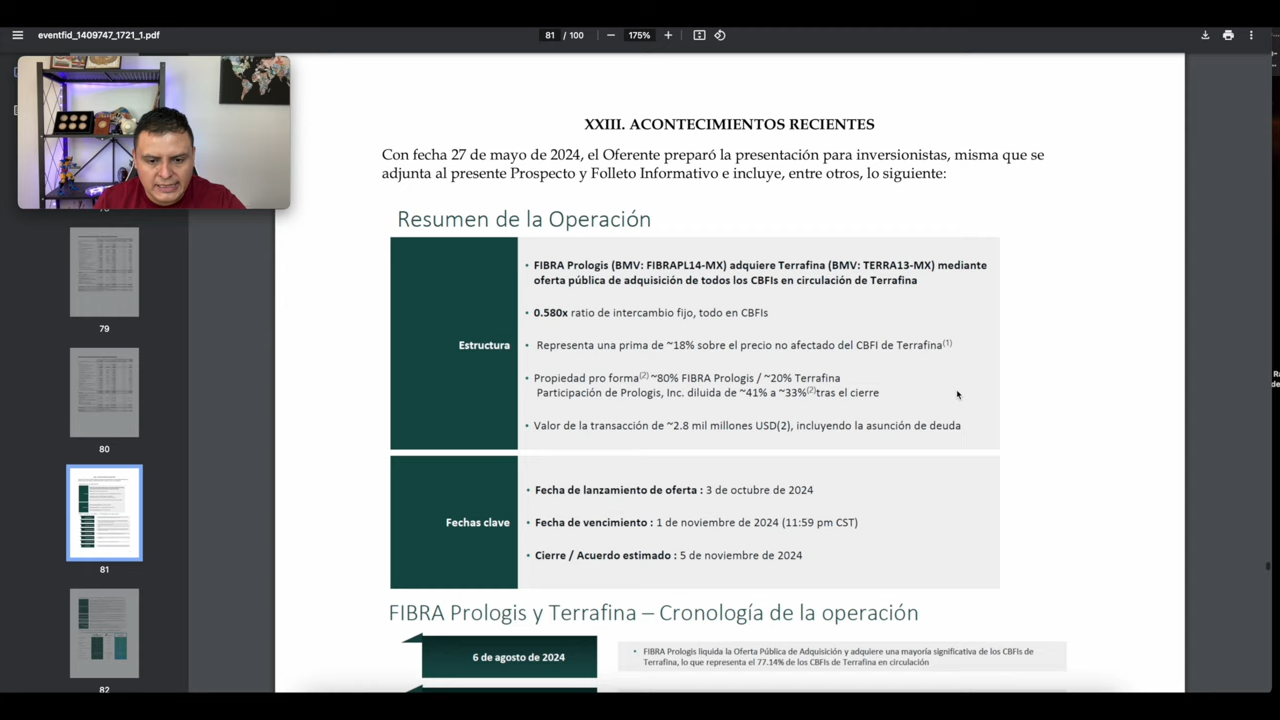 eventfid_1409747_1721_1.pdf
81 / 100
175%
XXIII. ACONTECIMIENTOS RECIENTES
Con fecha 27 de mayo de 2024, el Oferente preparó la presentación para inversionistas, misma que se
adjunta al presente Prospecto y Folleto Informativo e incluye, entre otros, lo siguiente:
Resumen de la Operación
Estructura
• FIBRA Prologis (BMV: FIBRAPL14-MX) adquiere Terrafina (BMV: TERRA13-MX) mediante
oferta pública de adquisición de todos los CBFIs en circulación de Terrafina
• 0.580x ratio de intercambio fijo, todo en CBFIs
• Representa una prima de ~18% sobre el precio no afectado del CBFI de Terrafina(1)
• Propiedad pro forma(2) ~80% FIBRA Prologis / ~20% Terrafina
Participación de Prologis, Inc. diluida de ~41% a ~33%(2)tras el cierre
• Valor de la transacción de ~2.8 mil millones USD(2), incluyendo la asunción de deuda
Fechas clave
• Fecha de lanzamiento de oferta : 3 de octubre de 2024
• Fecha de vencimiento : 1 de noviembre de 2024 (11:59 pm CST)
• Cierre / Acuerdo estimado : 5 de noviembre de 2024
FIBRA Prologis y Terrafina – Cronología de la operación
6 de agosto de 2024
• FIBRA Prologis liquida la Oferta Pública de Adquisición y adquiere una mayoría significativa de los CBFIs de
Terrafina, lo que representa el 77.14% de los CBFIs de Terrafina en circulación
79
80
81
82